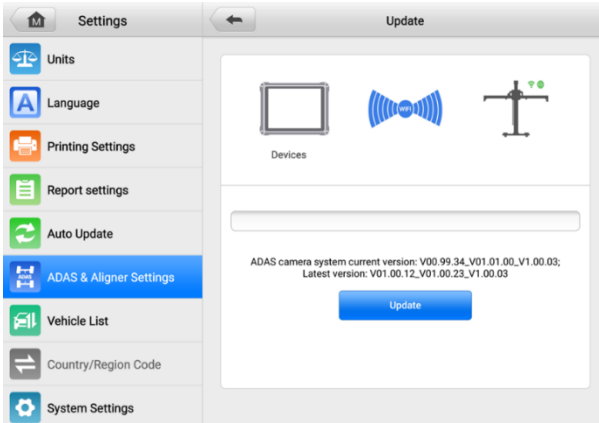 M
Settings
Update
Units
A
Language
Printing Settings
Report settings
Auto Update
ADAS
ADAS & Aligner Settings
Vehicle List
Country/Region Code
System Settings
WIFI
Devices
ADAS camera system current version: V00.99.34_V01.01.00_V1.00.03;
Latest version: V01.00.12_V01.00.23_V1.00.03
Update